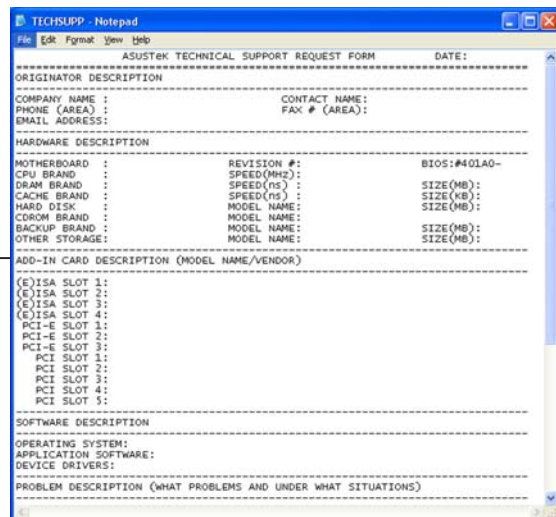 TECHSUPP - Notepad
File Edit Format View Help
ASUSTeK TECHNICAL SUPPORT REQUEST FORM DATE:
ORIGINATOR DESCRIPTION
COMPANY NAME : CONTACT NAME:
PHONE (AREA) : FAX # (AREA):
EMAIL ADDRESS:
HARDWARE DESCRIPTION
MOTHERBOARD : REVISION #: BIOS:#401A0-
CPU BRAND : SPEED(MHz):
DRAM BRAND : SPEED(ns) : SIZE(MB):
CACHE BRAND : SPEED(ns) : SIZE(KB):
HARD DISK : MODEL NAME: SIZE(MB):
CDROM BRAND : MODEL NAME:
BACKUP BRAND : MODEL NAME: SIZE(MB):
OTHER STORAGE: MODEL NAME: SIZE(MB):
ADD-IN CARD DESCRIPTION (MODEL NAME/VENDOR)
(E)ISA SLOT 1:
(E)ISA SLOT 2:
(E)ISA SLOT 3:
(E)ISA SLOT 4:
PCI-E SLOT 1:
PCI-E SLOT 2:
PCI-E SLOT 3:
PCI SLOT 1:
PCI SLOT 2:
PCI SLOT 3:
PCI SLOT 4:
PCI SLOT 5:
SOFTWARE DESCRIPTION
OPERATING SYSTEM:
APPLICATION SOFTWARE:
DEVICE DRIVERS:
PROBLEM DESCRIPTION (WHAT PROBLEMS AND UNDER WHAT SITUATIONS)